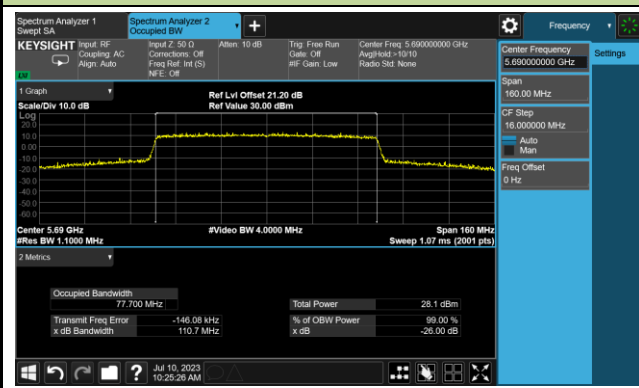 Spectrum Analyzer 1
Swept SA
Spectrum Analyzer 2
Occupied BW
Frequency
KEYSIGHT
Input: RF
Coupling: AC
Align: Auto
Input Z: 50 Ω
Corrections: Off
Freq Ref: Int (S)
NFE: Off
Atten: 10 dB
Trig: Free Run
Gate: Off
#IF Gain: Low
Center Freq: 5.690000000 GHz
Avg|Hold:>10/10
Radio Std: None
LXI
Center Frequency
5.690000000 GHz
Settings
Span
160.00 MHz
CF Step
16.000000 MHz
Auto
Man
Freq Offset
0 Hz
1 Graph
Scale/Div 10.0 dB
Ref Lvl Offset 21.20 dB
Ref Value 30.00 dBm
Log
20.0
10.0
0.00
-10.0
-20.0
-30.0
-40.0
-50.0
-60.0
Center 5.69 GHz
#Video BW 4.0000 MHz
Span 160 MHz
#Res BW 1.1000 MHz
Sweep 1.07 ms (2001 pts)
2 Metrics
Occupied Bandwidth
77.700 MHz
Total Power
28.1 dBm
Transmit Freq Error
-146.08 kHz
% of OBW Power
99.00 %
x dB Bandwidth
110.7 MHz
x dB
-26.00 dB
?
Jul 10, 2023
10:25:26 AM